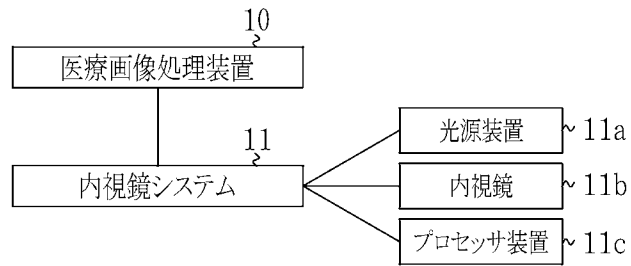 10
医療画像処理装置
11
内視鏡システム
光源装置 11a
内視鏡 11b
プロセッサ装置 11c